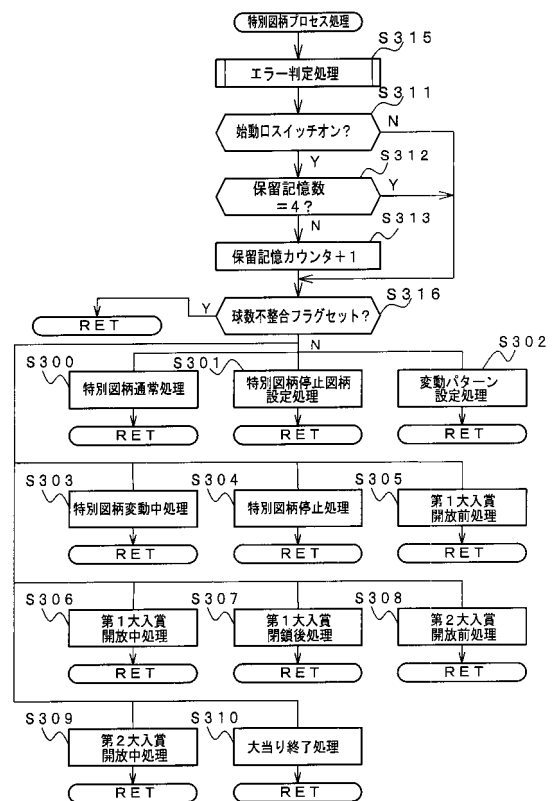 特別図柄プロセス処理
S315
エラー判定処理
S311
始動口スイッチオン？
N
Y
S312
保留記憶数
＝4？
Y
N
S313
保留記憶カウンタ＋1
S316
球数不整合フラグセット？
Y
RET
N
S300
特別図柄通常処理
RET
S301
特別図柄停止図柄
設定処理
RET
S302
変動パターン
設定処理
RET
S303
特別図柄変動中処理
RET
S304
特別図柄停止処理
RET
S305
第1大入賞
開放前処理
RET
S306
第1大入賞
開放中処理
RET
S307
第1大入賞
閉鎖後処理
RET
S308
第2大入賞
開放前処理
RET
S309
第2大入賞
開放中処理
RET
S310
大当り終了処理
RET